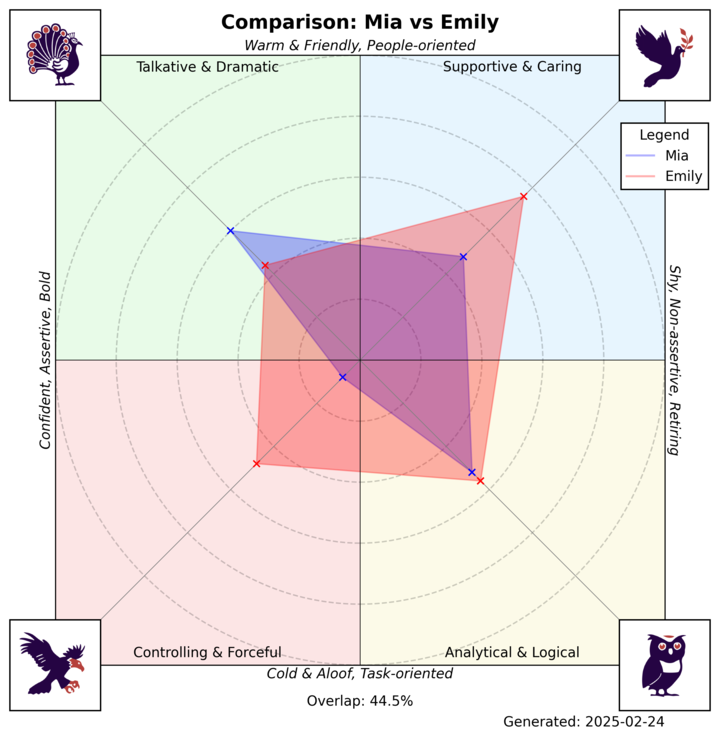 Comparison: Mia vs Emily
Warm & Friendly, People-oriented
Talkative & Dramatic
Supportive & Caring
Legend
Mia
Emily
Confident, Assertive, Bold
Shy, Non-assertive, Retiring
Controlling & Forceful
Analytical & Logical
Cold & Aloof, Task-oriented
Overlap: 44.5%
Generated: 2025-02-24